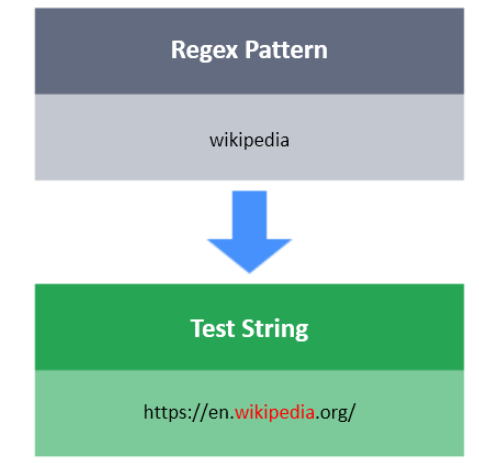 Regex Pattern
wikipedia
Test String
https://en.wikipedia.org/